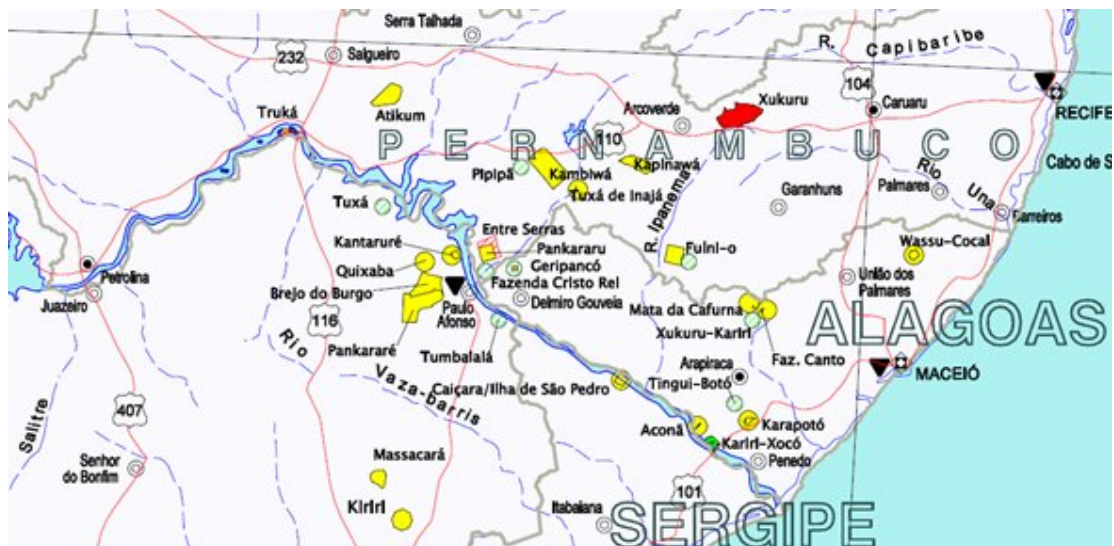 Serra Talhada
R. Capibaribe
232
Salgueiro
Atikum
104
Caruaru
RECIFE
Truká
Arcoverde
Xukuru
110
PERNAMBUCO
Cabo de S
Pipipã
Kambiwá
Kapinawá
Tuxá de Inajá
R. Ipanema
Garanhuns
Palmares
Rio Una
Barreiros
Tuxá
Entre Serras
Kantaruré
Pankararu
Fulni-o
Wassu-Cocal
Quixaba
Geripancó
Petrolina
Juazeiro
Brejo do Burgo
Fazenda Cristo Rel
Paulo
Afonso
Delmiro Gouveia
União dos
Palmares
Mata da Cafurna
ALAGOAS
116
Rio
Vaza-barris
Pankararé
Tumbalalá
Xukuru-Kariri
Faz. Canto
Arapiraca
MACEIÓ
Caiçara/Ilha de São Pedro
Tingui-Botó
407
Salitre
Aconã
Karapotó
Kariri-Xocó
Senhor
do Bonfim
Massacará
Penedo
101
Kiriri
Itabaiana
SERGIPE